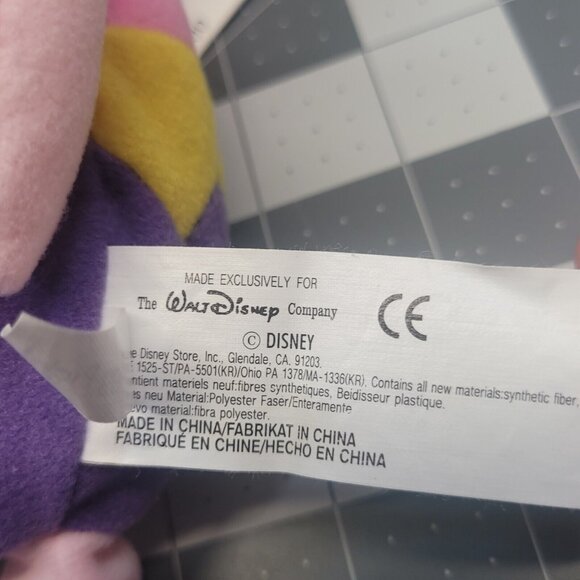 MADE EXCLUSIVELY FOR
The WALT DISNEY Company CE
© DISNEY
Disney Store, Inc., Glendale, CA. 91203.
1525-ST/PA-5501(KR)/Ohio PA 1378/MA-1336(KR). Contains all new materials:synthetic fiber,
materiels neuf:fibres synthetiques, Beidisseur plastique.
neu Material:Polyester Faser/Enteramente
material:fibra polyester.
MADE IN CHINA/FABRIKAT IN CHINA
FABRIQUÉ EN CHINE/HECHO EN CHINA